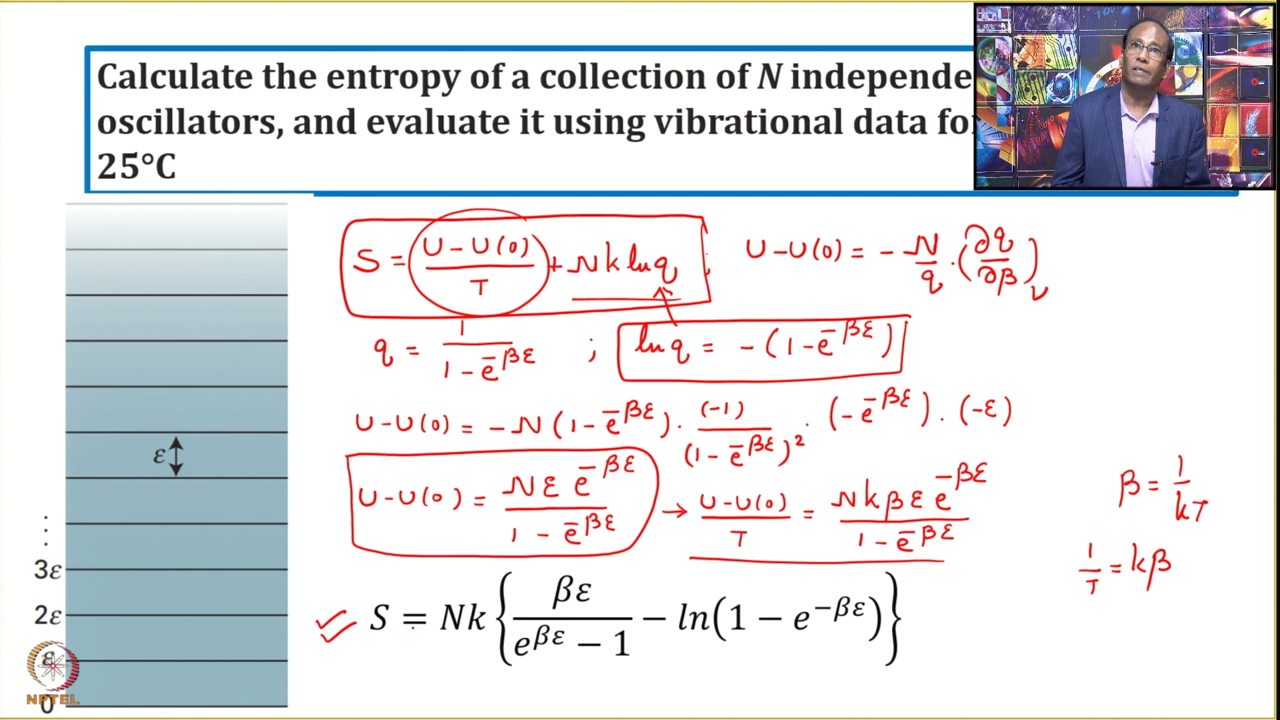 Calculate the entropy of a collection of N independe
oscillators, and evaluate it using vibrational data fo
25°C
S = U-U(0)/T + Nk ln q ; U-U(0) = - N/q · (∂q/∂β)V
q = 1/(1-e^-βε) ; ln q = -(1-e^-βε)
U-U(0) = -N(1-e^-βε) · (-1)/(1-e^-βε)² · (-e^-βε) · (-ε)
U-U(0) = Nε e^-βε/(1-e^-βε) → U-U(0)/T = Nkβε e^-βε/(1-e^-βε)
β = 1/kT
1/T = kβ
S = Nk{βε/(e^βε − 1) − ln(1 − e^−βε)}
ε
⋮
3ε
2ε
ε
0
NPTEL